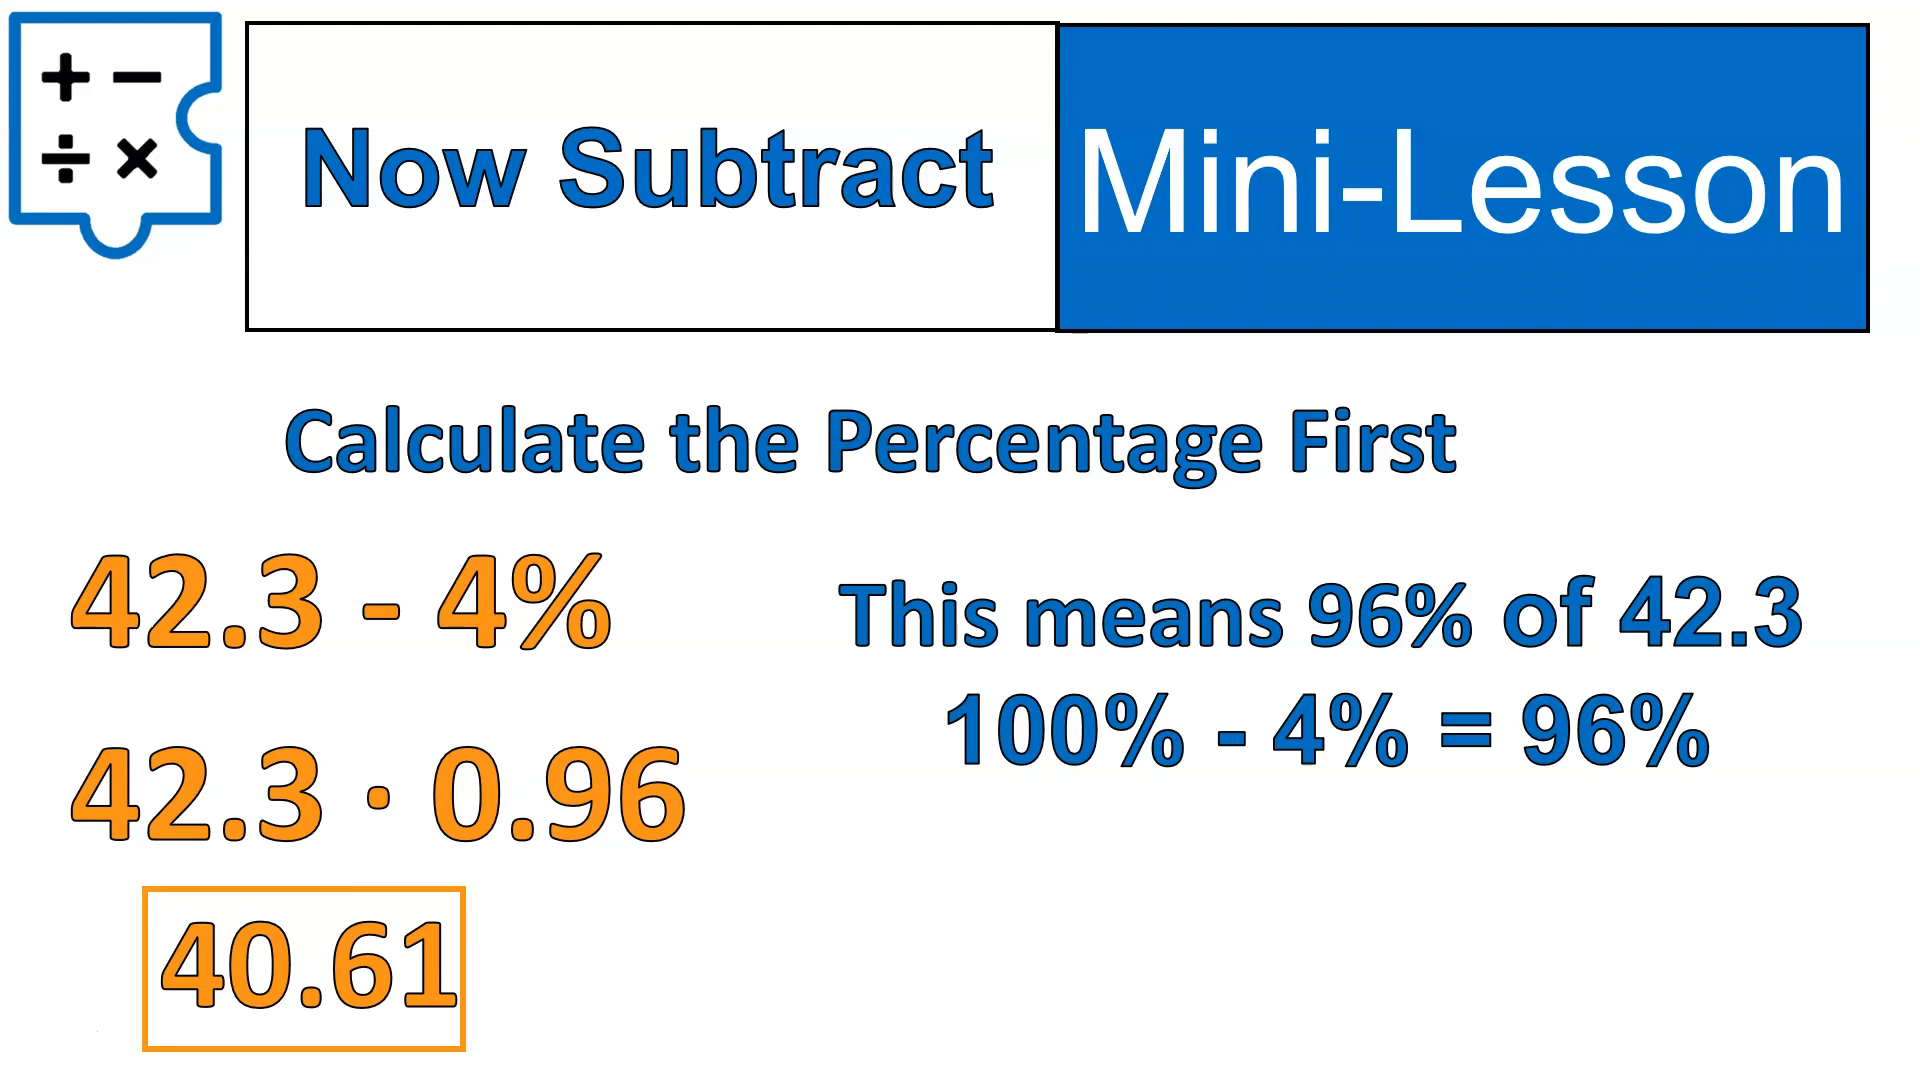 + −
÷ ×
Now Subtract
Mini-Lesson
Calculate the Percentage First
42.3 - 4%
This means 96% of 42.3
100% - 4% = 96%
42.3 · 0.96
40.61